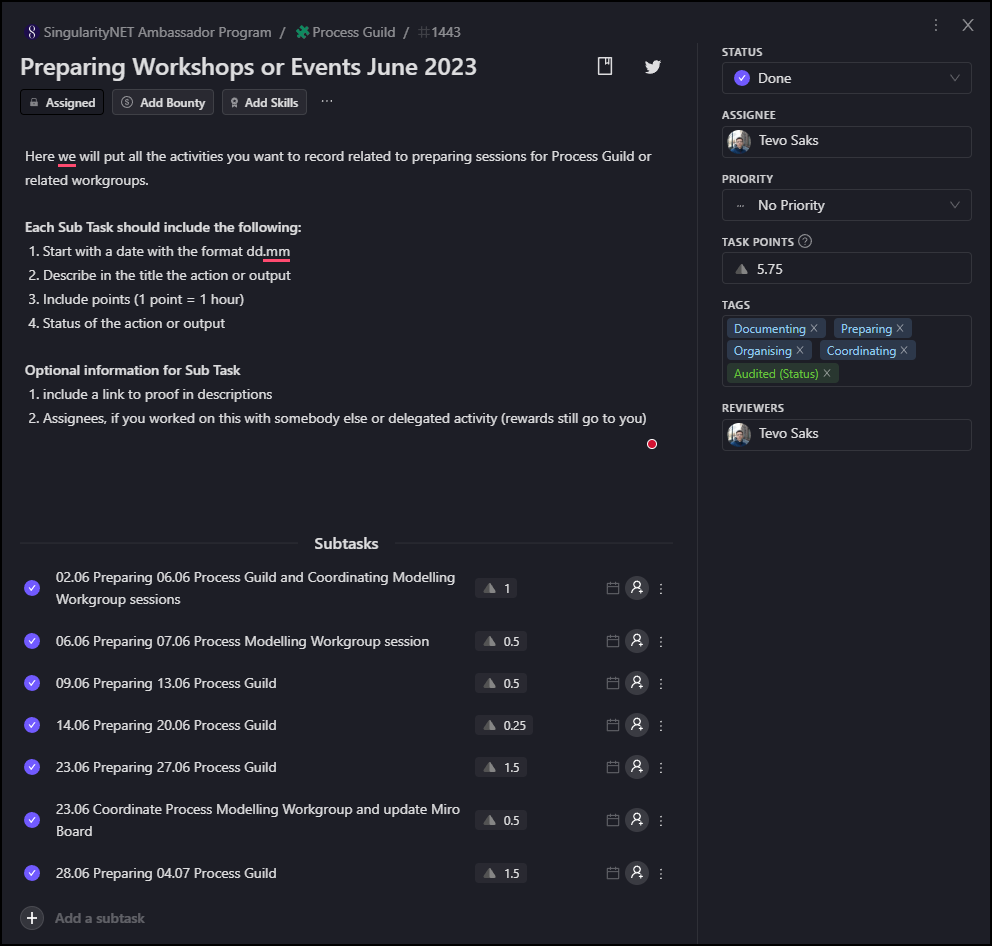 SingularityNET Ambassador Program / Process Guild / #1443
Preparing Workshops or Events June 2023
Assigned Add Bounty Add Skills ...
Here we will put all the activities you want to record related to preparing sessions for Process Guild or
related workgroups.
Each Sub Task should include the following:
1. Start with a date with the format dd.mm
2. Describe in the title the action or output
3. Include points (1 point = 1 hour)
4. Status of the action or output
Optional information for Sub Task
1. include a link to proof in descriptions
2. Assignees, if you worked on this with somebody else or delegated activity (rewards still go to you)
Subtasks
02.06 Preparing 06.06 Process Guild and Coordinating Modelling
Workgroup sessions
1
06.06 Preparing 07.06 Process Modelling Workgroup session 0.5
09.06 Preparing 13.06 Process Guild 0.5
14.06 Preparing 20.06 Process Guild 0.25
23.06 Preparing 27.06 Process Guild 1.5
23.06 Coordinate Process Modelling Workgroup and update Miro
Board
0.5
28.06 Preparing 04.07 Process Guild 1.5
Add a subtask
STATUS
Done
ASSIGNEE
Tevo Saks
PRIORITY
No Priority
TASK POINTS
5.75
TAGS
Documenting Preparing
Organising Coordinating
Audited (Status)
REVIEWERS
Tevo Saks